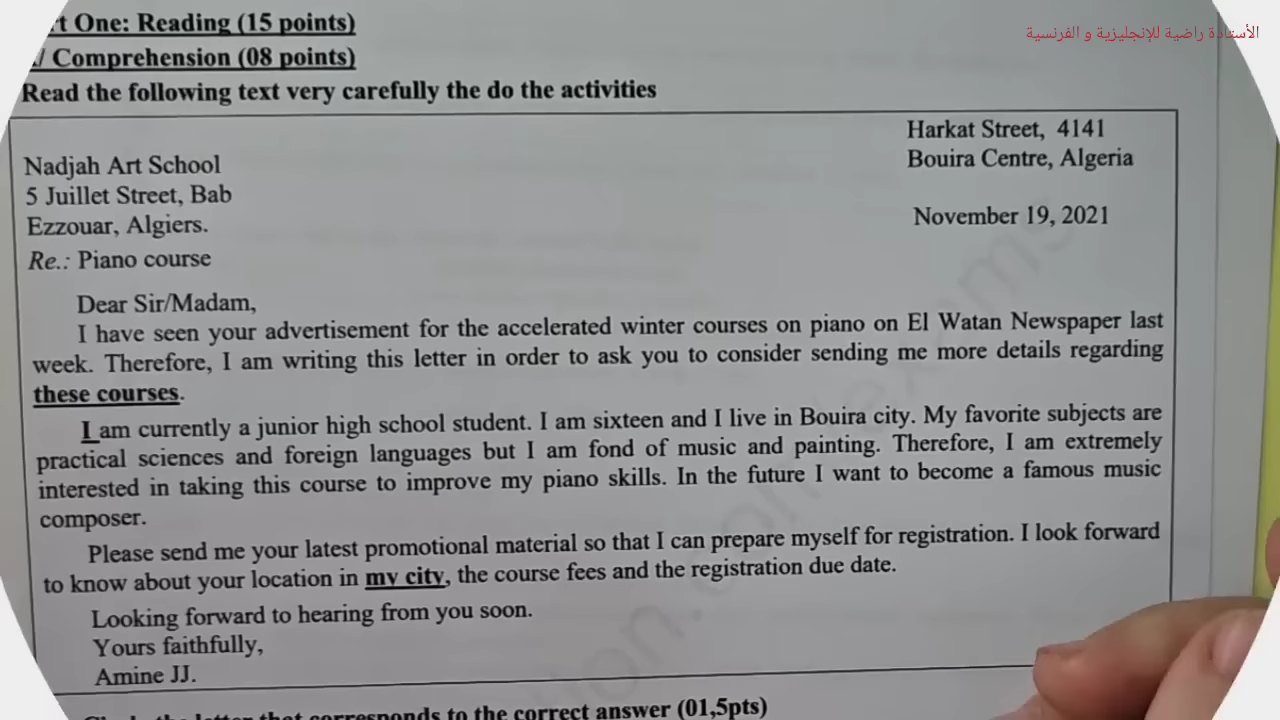 الأستاذة راضية للإنجليزية و الفرنسية
One: Reading (15 points)
/ Comprehension (08 points)
Read the following text very carefully the do the activities
Harkat Street, 4141
Bouira Centre, Algeria
November 19, 2021
Nadjah Art School
5 Juillet Street, Bab
Ezzouar, Algiers.
Re.: Piano course
Dear Sir/Madam,
I have seen your advertisement for the accelerated winter courses on piano on El Watan Newspaper last
week. Therefore, I am writing this letter in order to ask you to consider sending me more details regarding
these courses.
I am currently a junior high school student. I am sixteen and I live in Bouira city. My favorite subjects are
practical sciences and foreign languages but I am fond of music and painting. Therefore, I am extremely
interested in taking this course to improve my piano skills. In the future I want to become a famous music
composer.
Please send me your latest promotional material so that I can prepare myself for registration. I look forward
to know about your location in my city, the course fees and the registration due date.
Looking forward to hearing from you soon.
Yours faithfully,
Amine JJ.
the letter that corresponds to the correct answer (01,5pts)